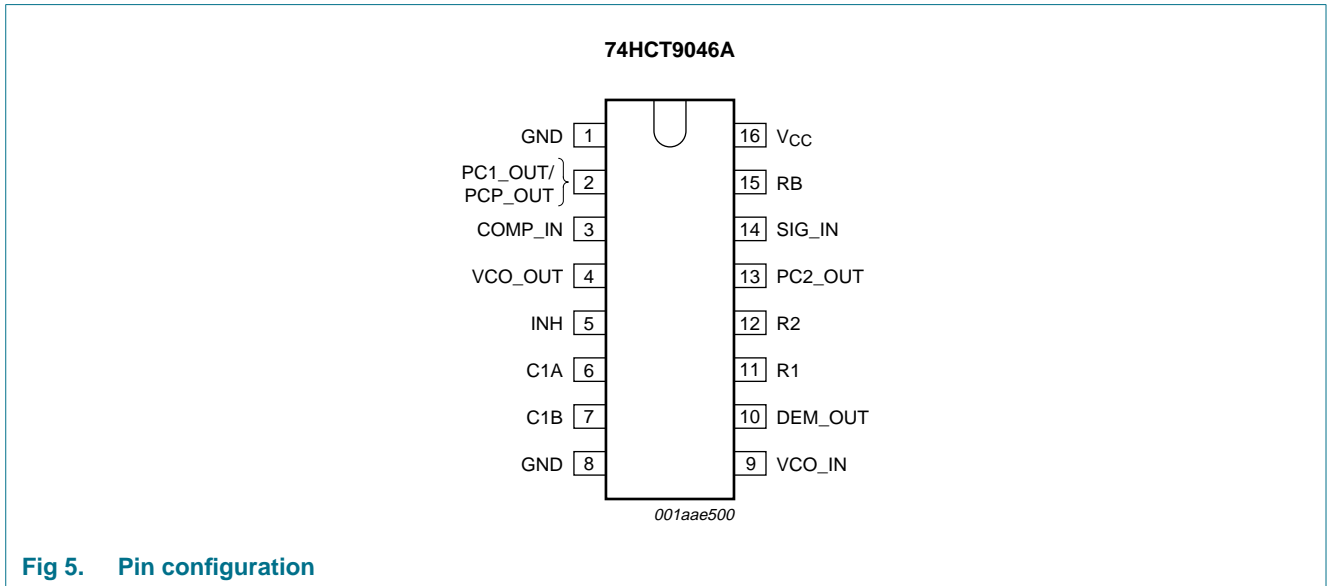 74HCT9046A
GND 1
16 VCC
PC1_OUT/
PCP_OUT
2
15 RB
COMP_IN 3
14 SIG_IN
VCO_OUT 4
13 PC2_OUT
INH 5
12 R2
C1A 6
11 R1
C1B 7
10 DEM_OUT
GND 8
9 VCO_IN
001aae500
Fig 5. Pin configuration